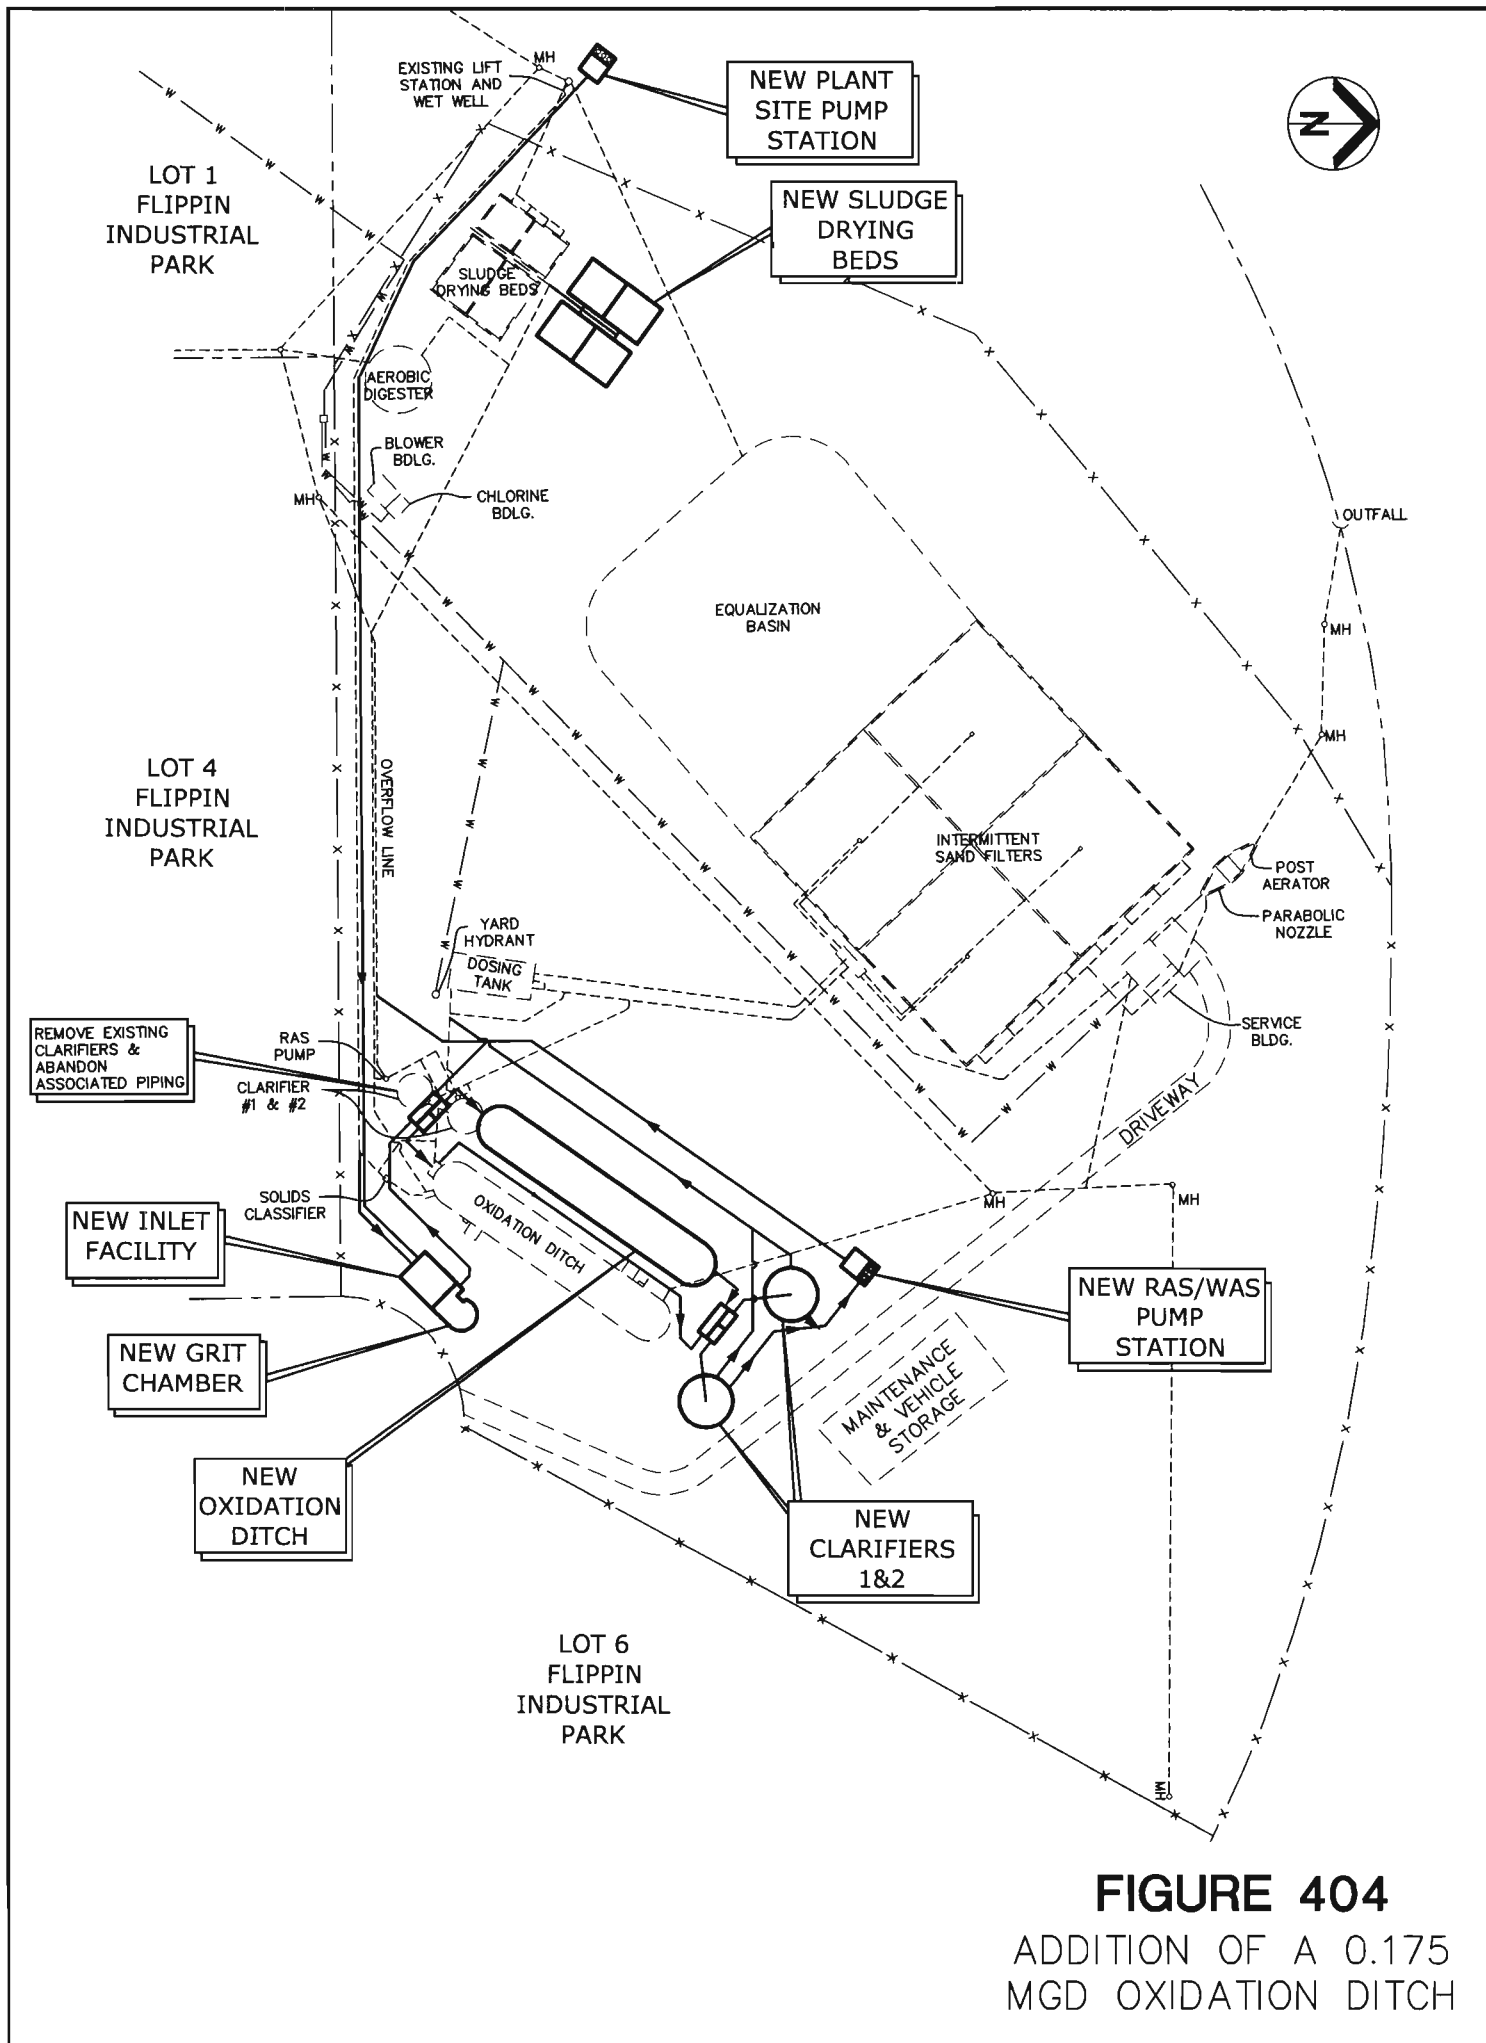 MH
EXISTING LIFT
STATION AND
WET WELL
NEW PLANT
SITE PUMP
STATION
N
LOT 1
FLIPPIN
INDUSTRIAL
PARK
NEW SLUDGE
DRYING
BEDS
SLUDGE
DRYING BEDS
AEROBIC
DIGESTER
BLOWER
BDLG.
MH
CHLORINE
BDLG.
OUTFALL
EQUALIZATION
BASIN
MH
MH
LOT 4
FLIPPIN
INDUSTRIAL
PARK
OVERFLOW LINE
INTERMITTENT
SAND FILTERS
POST
AERATOR
PARABOLIC
NOZZLE
YARD
HYDRANT
DOSING
TANK
SERVICE
BLDG.
REMOVE EXISTING
CLARIFIERS &
ABANDON
ASSOCIATED PIPING
RAS
PUMP
CLARIFIER
#1 & #2
DRIVEWAY
SOLIDS
CLASSIFIER
OXIDATION DITCH
MH
MH
NEW INLET
FACILITY
NEW RAS/WAS
PUMP
STATION
NEW GRIT
CHAMBER
MAINTENANCE
& VEHICLE
STORAGE
NEW
OXIDATION
DITCH
NEW
CLARIFIERS
1&2
LOT 6
FLIPPIN
INDUSTRIAL
PARK
MH
FIGURE 404
ADDITION OF A 0.175
MGD OXIDATION DITCH